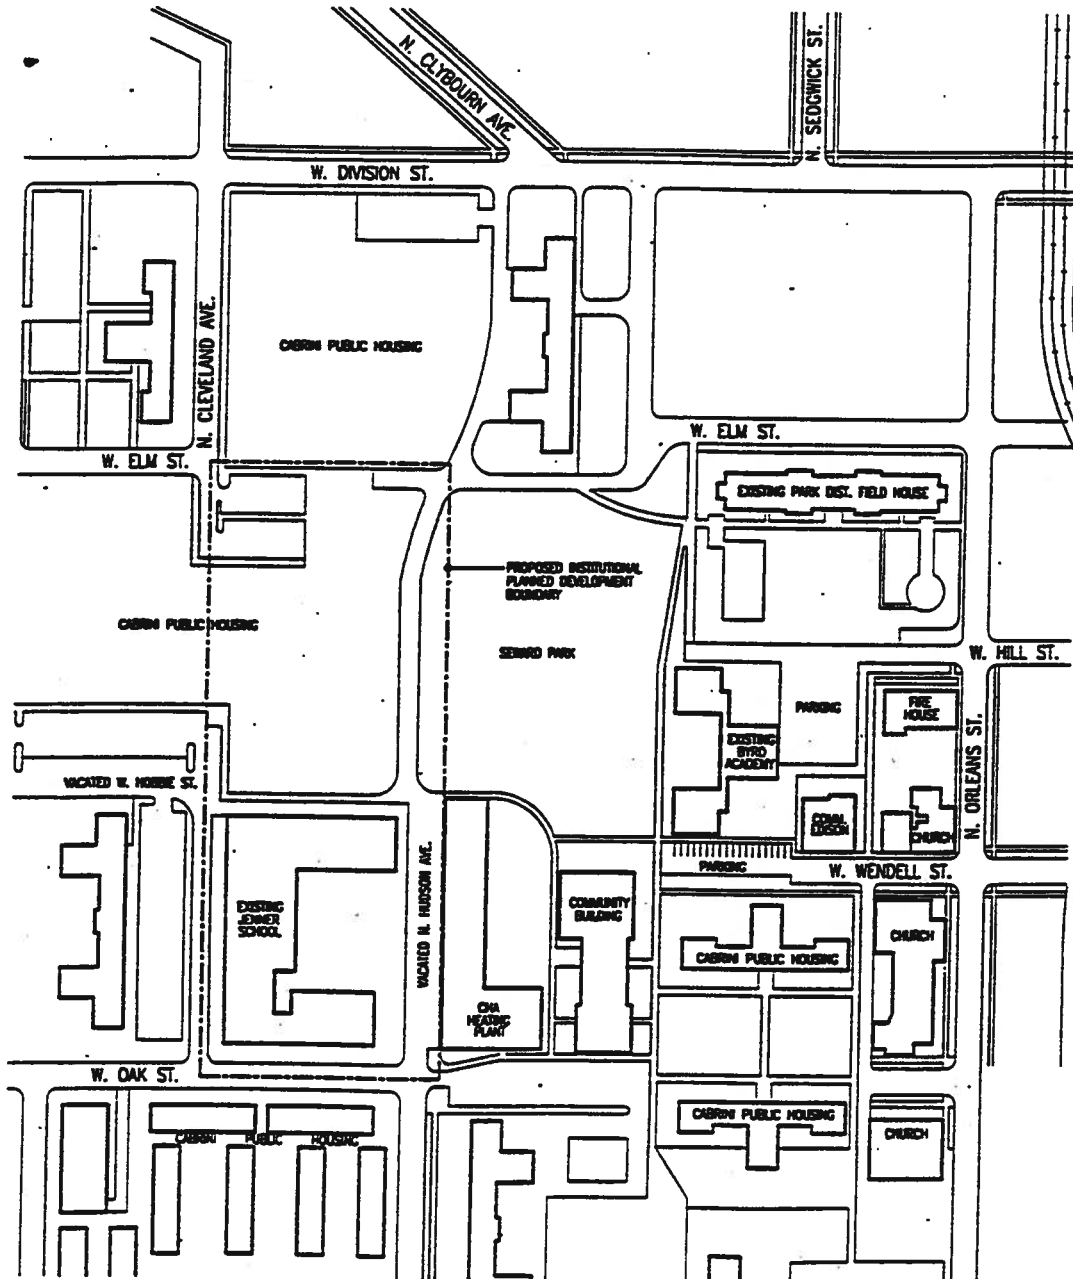 N. CLYBOURN AVE.
N. SEDGWICK ST.
W. DIVISION ST.
N. CLEVELAND AVE.
CABRINI PUBLIC HOUSING
W. ELM ST.
W. ELM ST.
EXISTING PARK DIST. FIELD HOUSE
PROPOSED INSTITUTIONAL
PLANNED DEVELOPMENT
BOUNDARY
CABRINI PUBLIC HOUSING
SEWARD PARK
W. HILL ST.
PARKING
FIRE
HOUSE
EXISTING
BYRD
ACADEMY
N. ORLEANS ST.
VACATED W. HOBBIE ST.
COMM.
EDISON
CHURCH
PARKING
W. WENDELL ST.
EXISTING
JENNER
SCHOOL
VACATED N. HUDSON AVE.
COMMUNITY
BUILDING
CHURCH
CABRINI PUBLIC HOUSING
CHA
HEATING
PLANT
W. OAK ST.
CABRINI PUBLIC HOUSING
CABRINI PUBLIC HOUSING
CHURCH